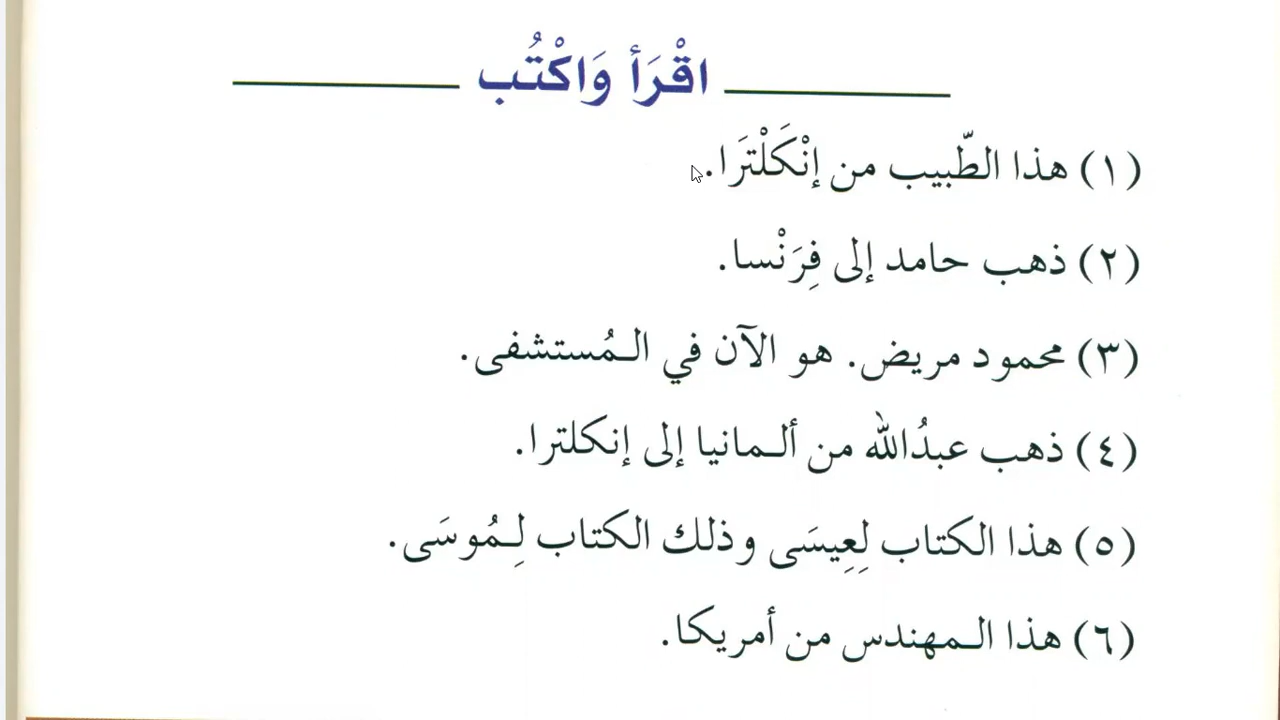 اقْرَأ وَاكْتُب
(١) هذا الطّبيب من إنْكَلْتَرَا.
(٢) ذهب حامد إلى فِرَنْسا.
(٣) محمود مريض. هو الآن في الـمُستشفى.
(٤) ذهب عبدُالله من ألـمانيا إلى إنكلترا.
(٥) هذا الكتاب لِعِيسَى وذلك الكتاب لِـمُوسَى.
(٦) هذا الـمهندس من أمريكا.